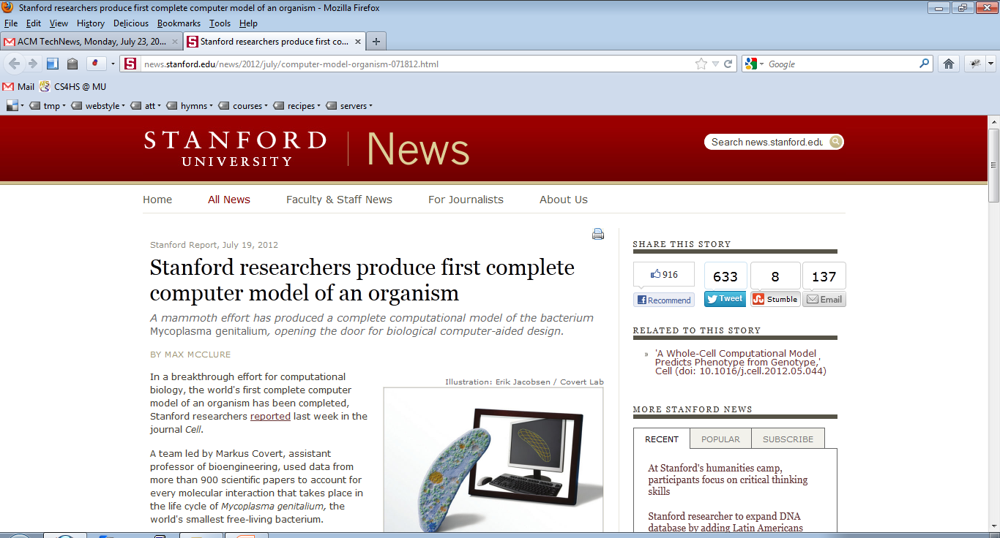 Stanford researchers produce first complete computer model of an organism - Mozilla Firefox
File Edit View History Delicious Bookmarks Tools Help
ACM TechNews, Monday, July 23, 20... Stanford researchers produce first co...
news.stanford.edu/news/2012/july/computer-model-organism-071812.html Google
Mail CS4HS @ MU
tmp webstyle att hymns courses recipes servers
STANFORD UNIVERSITY News
Search news.stanford.edu
Home All News Faculty & Staff News For Journalists About Us
Stanford Report, July 19, 2012
Stanford researchers produce first complete
computer model of an organism
A mammoth effort has produced a complete computational model of the bacterium
Mycoplasma genitalium, opening the door for biological computer-aided design.
BY MAX MCCLURE
In a breakthrough effort for computational
biology, the world's first complete computer
model of an organism has been completed,
Stanford researchers reported last week in the
journal Cell.
A team led by Markus Covert, assistant
professor of bioengineering, used data from
more than 900 scientific papers to account for
every molecular interaction that takes place in
the life cycle of Mycoplasma genitalium, the
world's smallest free-living bacterium.
Illustration: Erik Jacobsen / Covert Lab
SHARE THIS STORY
916 633 8 137
Recommend Tweet Stumble Email
RELATED TO THIS STORY
» 'A Whole-Cell Computational Model
Predicts Phenotype from Genotype,'
Cell (doi: 10.1016/j.cell.2012.05.044)
MORE STANFORD NEWS
RECENT POPULAR SUBSCRIBE
At Stanford's humanities camp,
participants focus on critical thinking
skills
Stanford researcher to expand DNA
database by adding Latin Americans